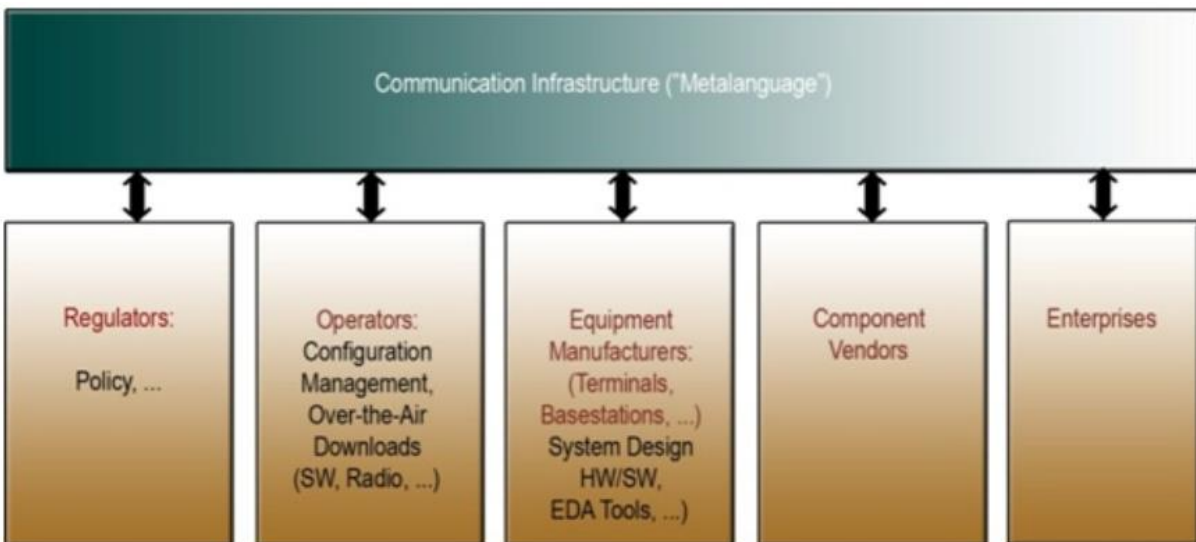 Communication Infrastructure ("Metalanguage")
Regulators:
Policy, ...
Operators:
Configuration
Management,
Over-the-Air
Downloads
(SW, Radio, ...)
Equipment
Manufacturers:
(Terminals,
Basestations, ...)
System Design
HW/SW,
EDA Tools, ...)
Component
Vendors
Enterprises